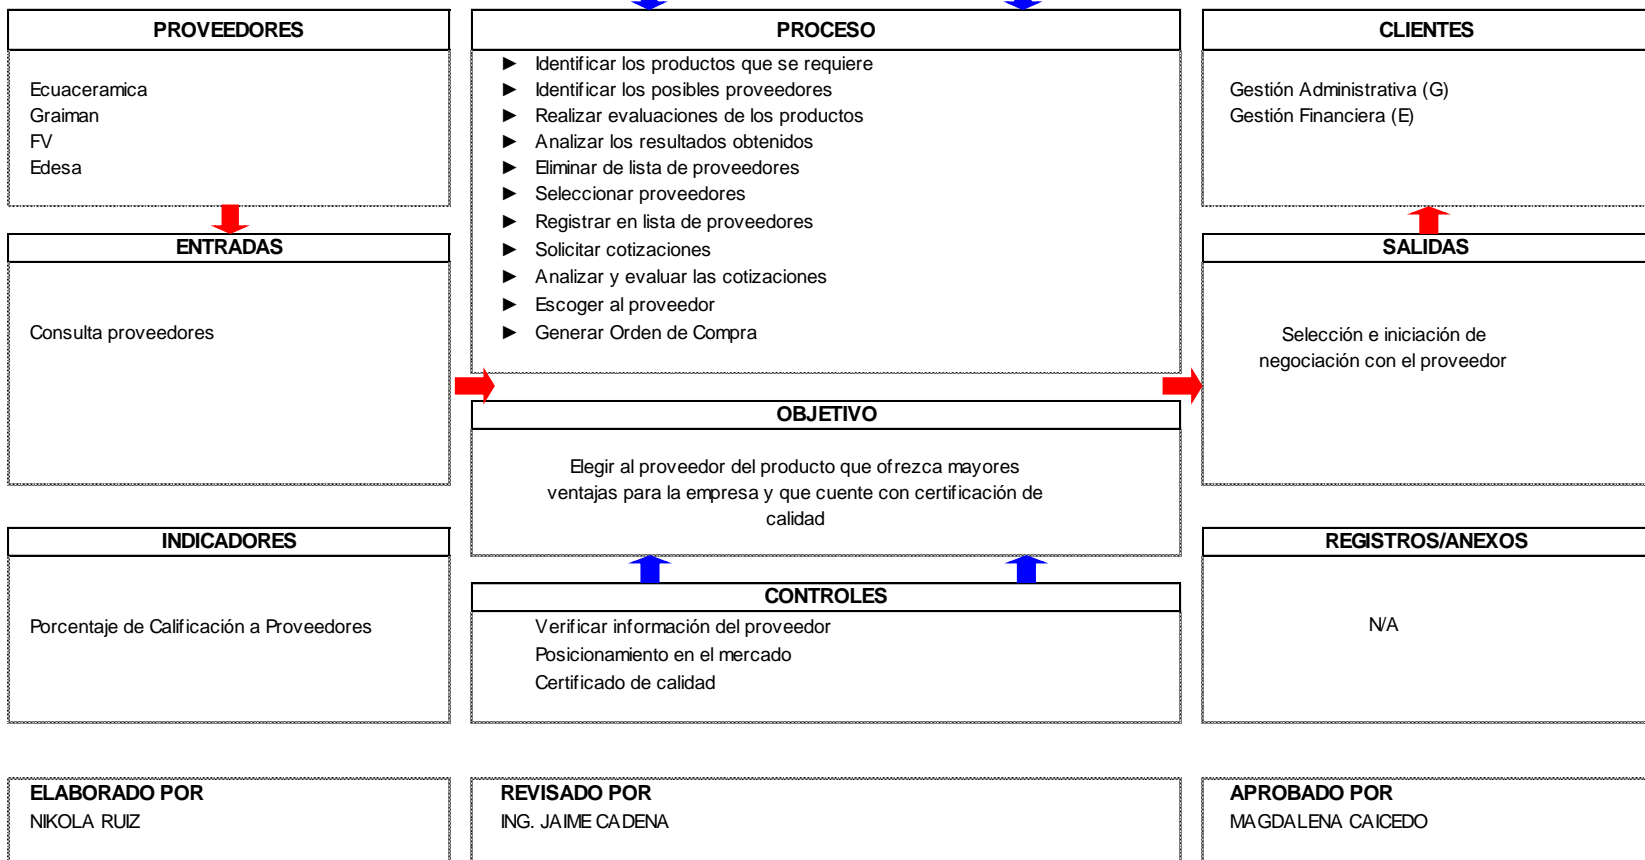 PROVEEDORES
Ecuaceramica
Graiman
FV
Edesa
ENTRADAS
Consulta proveedores
INDICADORES
Porcentaje de Calificación a Proveedores
PROCESO
► Identificar los productos que se requiere
► Identificar los posibles proveedores
► Realizar evaluaciones de los productos
► Analizar los resultados obtenidos
► Eliminar de lista de proveedores
► Seleccionar proveedores
► Registrar en lista de proveedores
► Solicitar cotizaciones
► Analizar y evaluar las cotizaciones
► Escoger al proveedor
► Generar Orden de Compra
OBJETIVO
Elegir al proveedor del producto que ofrezca mayores
ventajas para la empresa y que cuente con certificación de
calidad
CONTROLES
Verificar información del proveedor
Posicionamiento en el mercado
Certificado de calidad
CLIENTES
Gestión Administrativa (G)
Gestión Financiera (E)
SALIDAS
Selección e iniciación de
negociación con el proveedor
REGISTROS/ANEXOS
N/A
ELABORADO POR
NIKOLA RUIZ
REVISADO POR
ING. JAIME CADENA
APROBADO POR
MAGDALENA CAICEDO